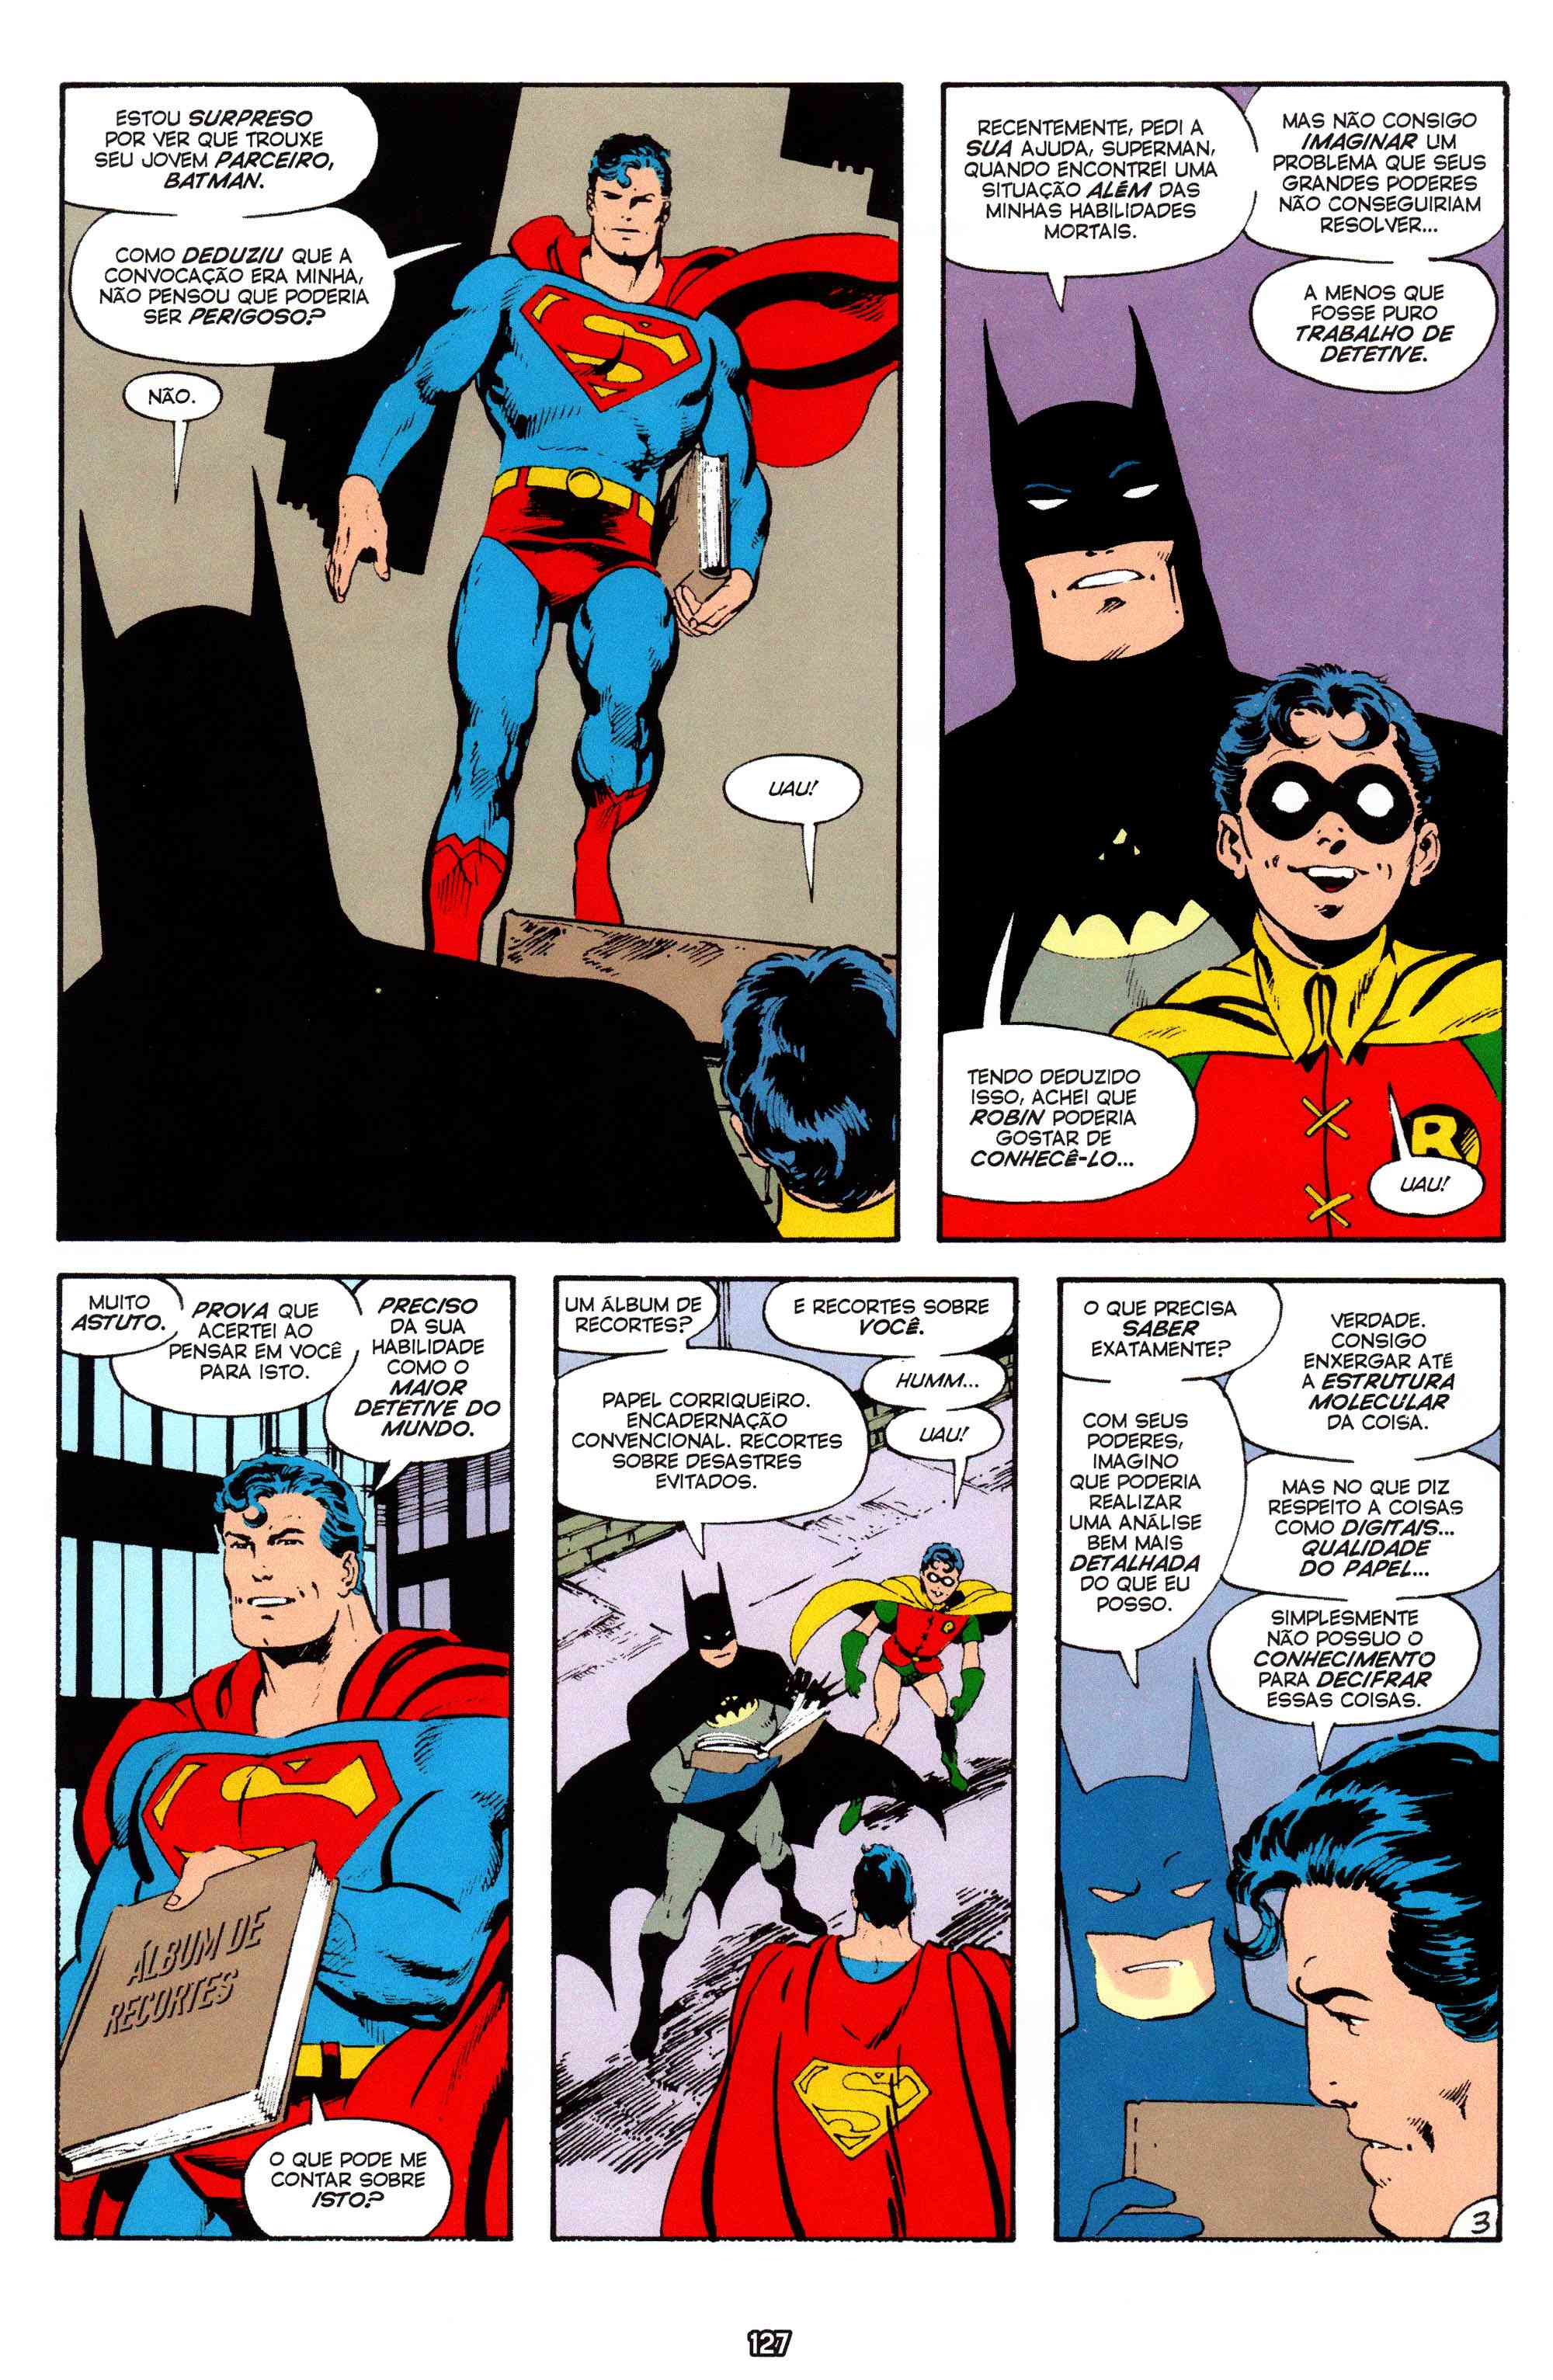 ESTOU SURPRESO
POR VER QUE TROUXE
SEU JOVEM PARCEIRO,
BATMAN.
COMO DEDUZIU QUE A
CONVOCAÇÃO ERA MINHA,
NÃO PENSOU QUE PODERIA
SER PERIGOSO?
NÃO.
UAU!
RECENTEMENTE, PEDI A
SUA AJUDA, SUPERMAN,
QUANDO ENCONTREI UMA
SITUAÇÃO ALÉM DAS
MINHAS HABILIDADES
MORTAIS.
MAS NÃO CONSIGO
IMAGINAR UM
PROBLEMA QUE SEUS
GRANDES PODERES
NÃO CONSEGUIRIAM
RESOLVER...
A MENOS QUE
FOSSE PURO
TRABALHO DE
DETETIVE.
TENDO DEDUZIDO
ISSO, ACHEI QUE
ROBIN PODERIA
GOSTAR DE
CONHECÊ-LO...
R
UAU!
MUITO
ASTUTO.
PROVA QUE
ACERTEI AO
PENSAR EM VOCÊ
PARA ISTO.
PRECISO
DA SUA
HABILIDADE
COMO O
MAIOR
DETETIVE DO
MUNDO.
ÁLBUM DE
RECORTES
O QUE PODE ME
CONTAR SOBRE
ISTO?
UM ÁLBUM DE
RECORTES?
PAPEL CORRIQUEIRO.
ENCADERNAÇÃO
CONVENCIONAL. RECORTES
SOBRE DESASTRES
EVITADOS.
E RECORTES SOBRE
VOCÊ.
HUMM...
UAU!
O QUE PRECISA
SABER
EXATAMENTE?
COM SEUS
PODERES,
IMAGINO
QUE PODERIA
REALIZAR
UMA ANÁLISE
BEM MAIS
DETALHADA
DO QUE EU
POSSO.
VERDADE.
CONSIGO
ENXERGAR ATÉ
A ESTRUTURA
MOLECULAR
DA COISA.
MAS NO QUE DIZ
RESPEITO A COISAS
COMO DIGITAIS...
QUALIDADE
DO PAPEL...
SIMPLESMENTE
NÃO POSSUO O
CONHECIMENTO
PARA DECIFRAR
ESSAS COISAS.
3
127